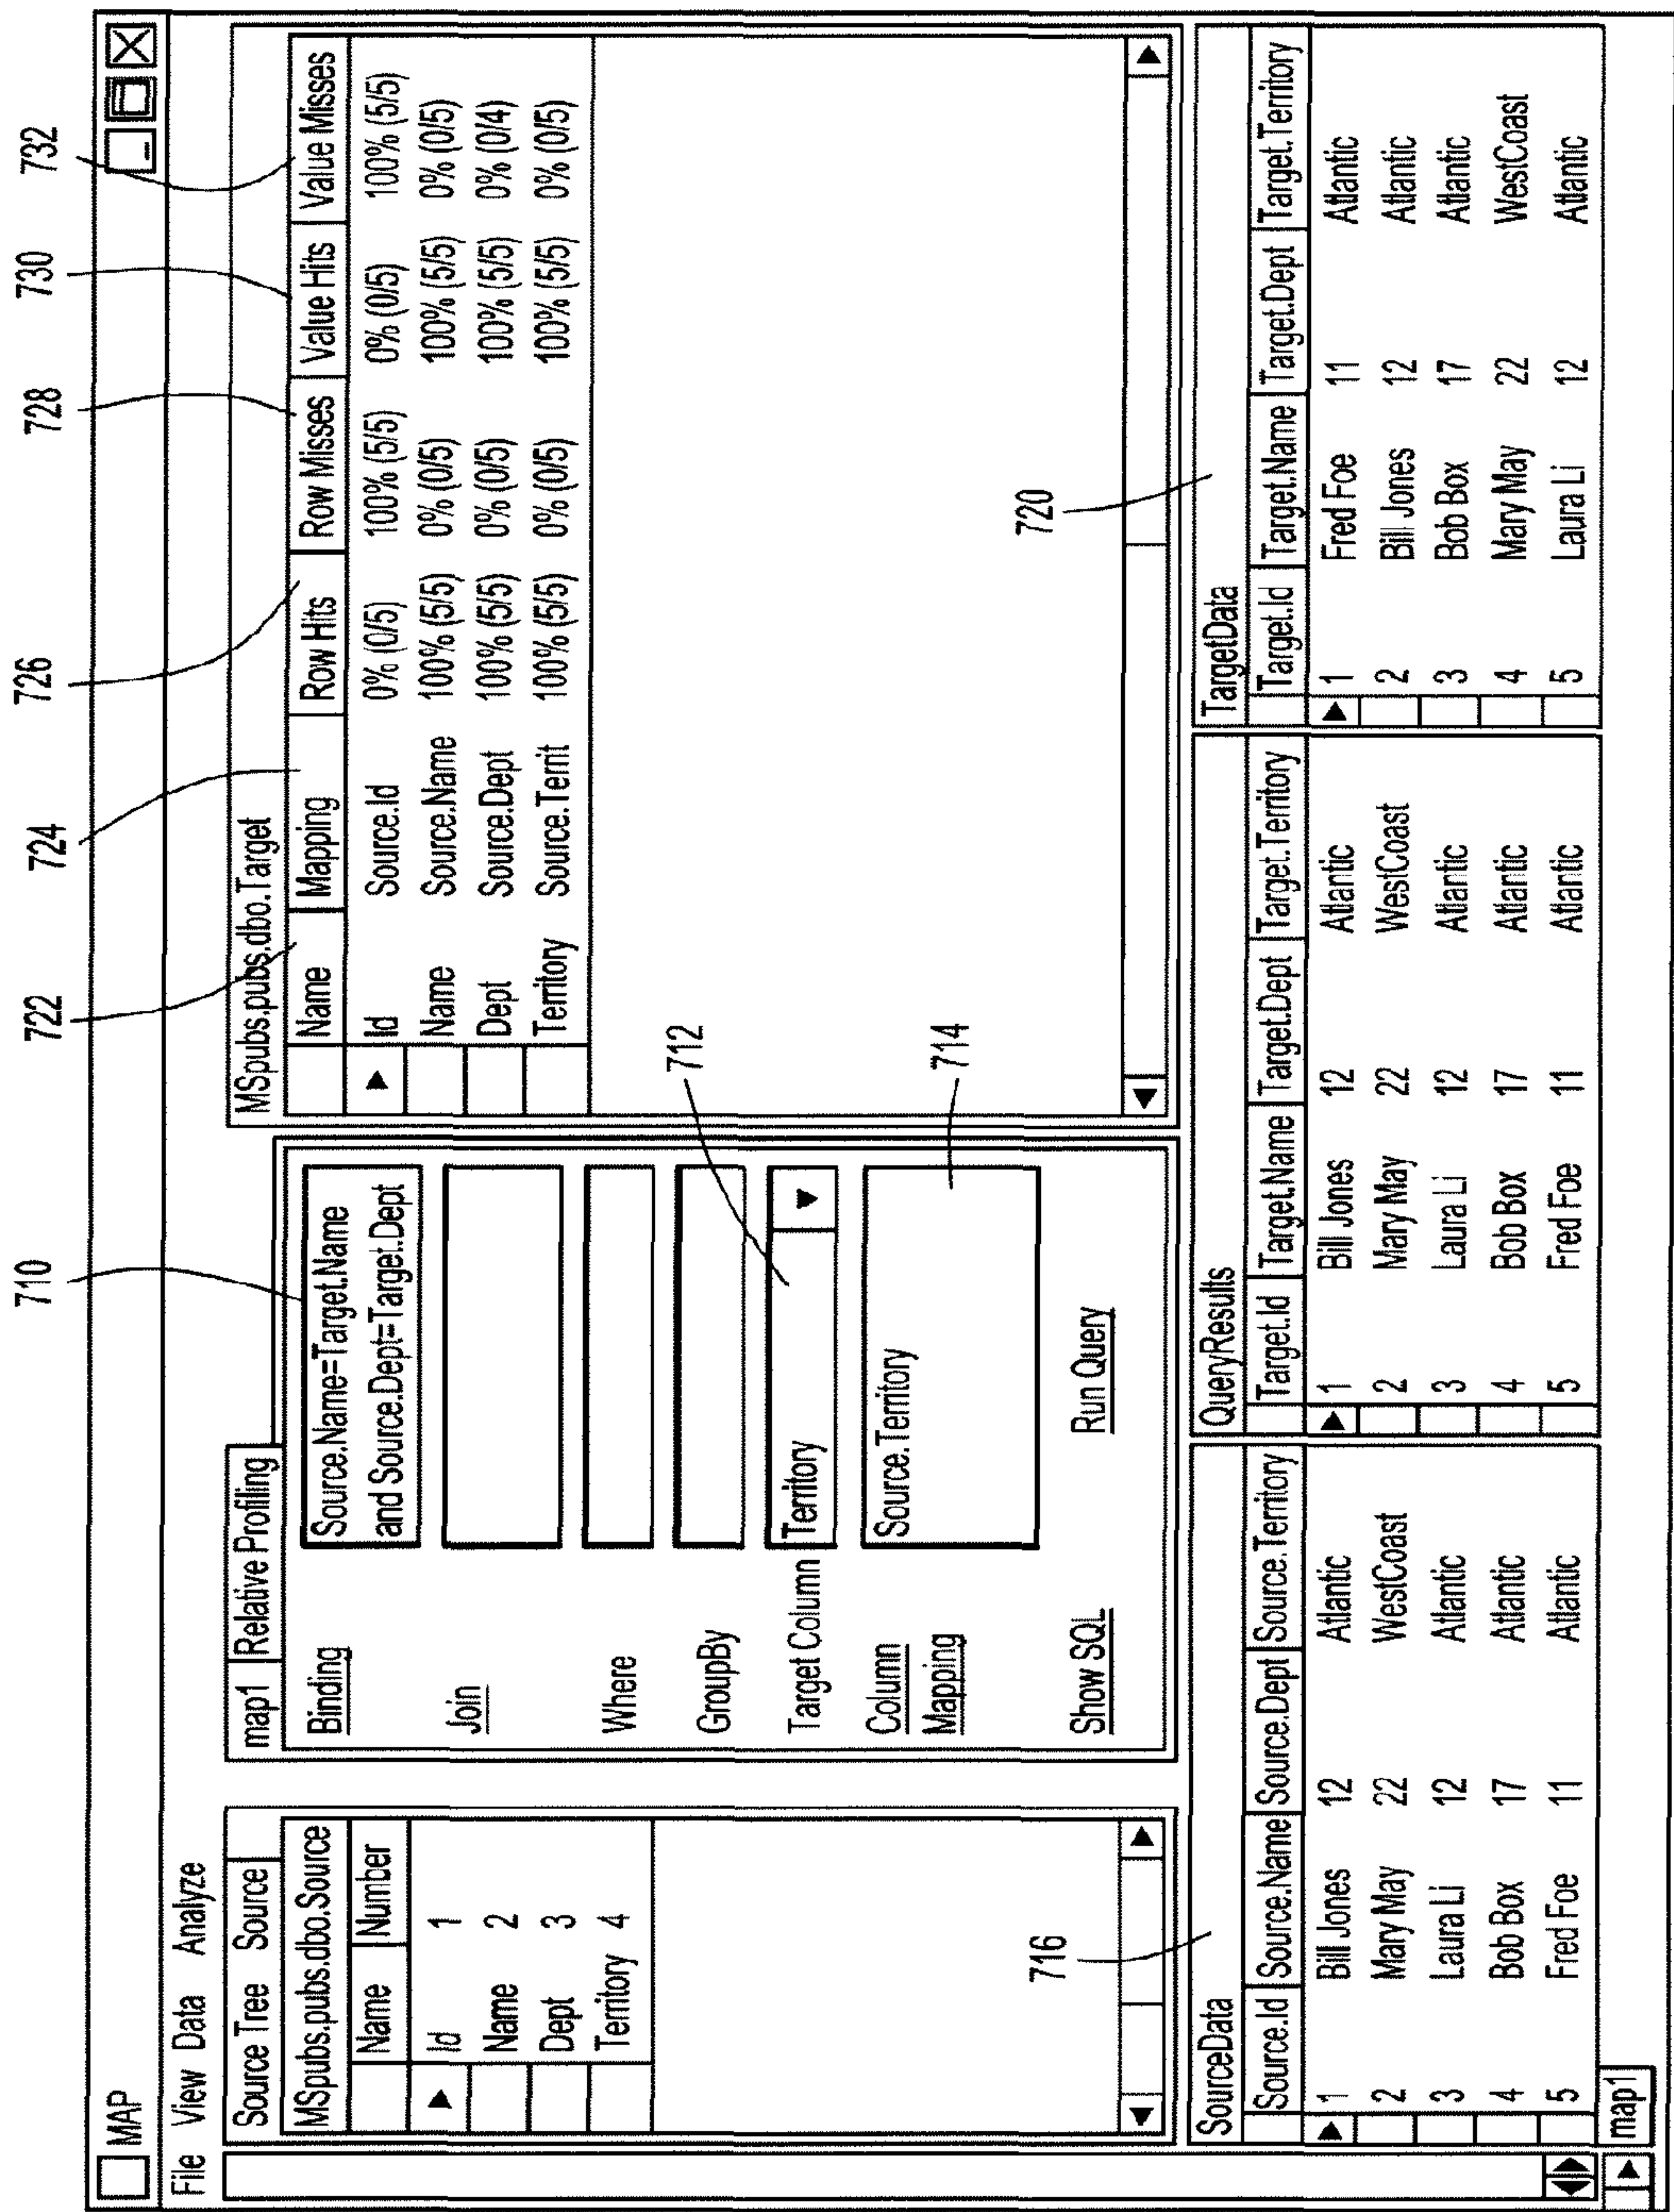 710 722 724 726 728 730 732
MAP
File View Data Analyze
Source Tree Source
MSpubs.pubs.dbo.Source
Name Number
Id 1
Name 2
Dept 3
Territory 4
map1 Relative Profiling
Binding
Source.Name=Target.Name
and Source.Dept=Target.Dept
Join
Where
GroupBy
Target Column Territory
Column
Mapping
Source.Territory
Show SQL Run Query
712
714
MSpubs.pubs.dbo.Target
Name Mapping Row Hits Row Misses Value Hits Value Misses
Id Source.Id 0% (0/5) 100% (5/5) 0% (0/5) 100% (5/5)
Name Source.Name 100% (5/5) 0% (0/5) 100% (5/5) 0% (0/5)
Dept Source.Dept 100% (5/5) 0% (0/5) 100% (5/5) 0% (0/4)
Territory Source.Territ 100% (5/5) 0% (0/5) 100% (5/5) 0% (0/5)
716
720
SourceData
Source.Id Source.Name Source.Dept Source.Territory
1 Bill Jones 12 Atlantic
2 Mary May 22 WestCoast
3 Laura Li 12 Atlantic
4 Bob Box 17 Atlantic
5 Fred Foe 11 Atlantic
QueryResults
Target.Id Target.Name Target.Dept Target.Territory
1 Bill Jones 12 Atlantic
2 Mary May 22 WestCoast
3 Laura Li 12 Atlantic
4 Bob Box 17 Atlantic
5 Fred Foe 11 Atlantic
TargetData
Target.Id Target.Name Target.Dept Target.Territory
1 Fred Foe 11 Atlantic
2 Bill Jones 12 Atlantic
3 Bob Box 17 Atlantic
4 Mary May 22 WestCoast
5 Laura Li 12 Atlantic
map1